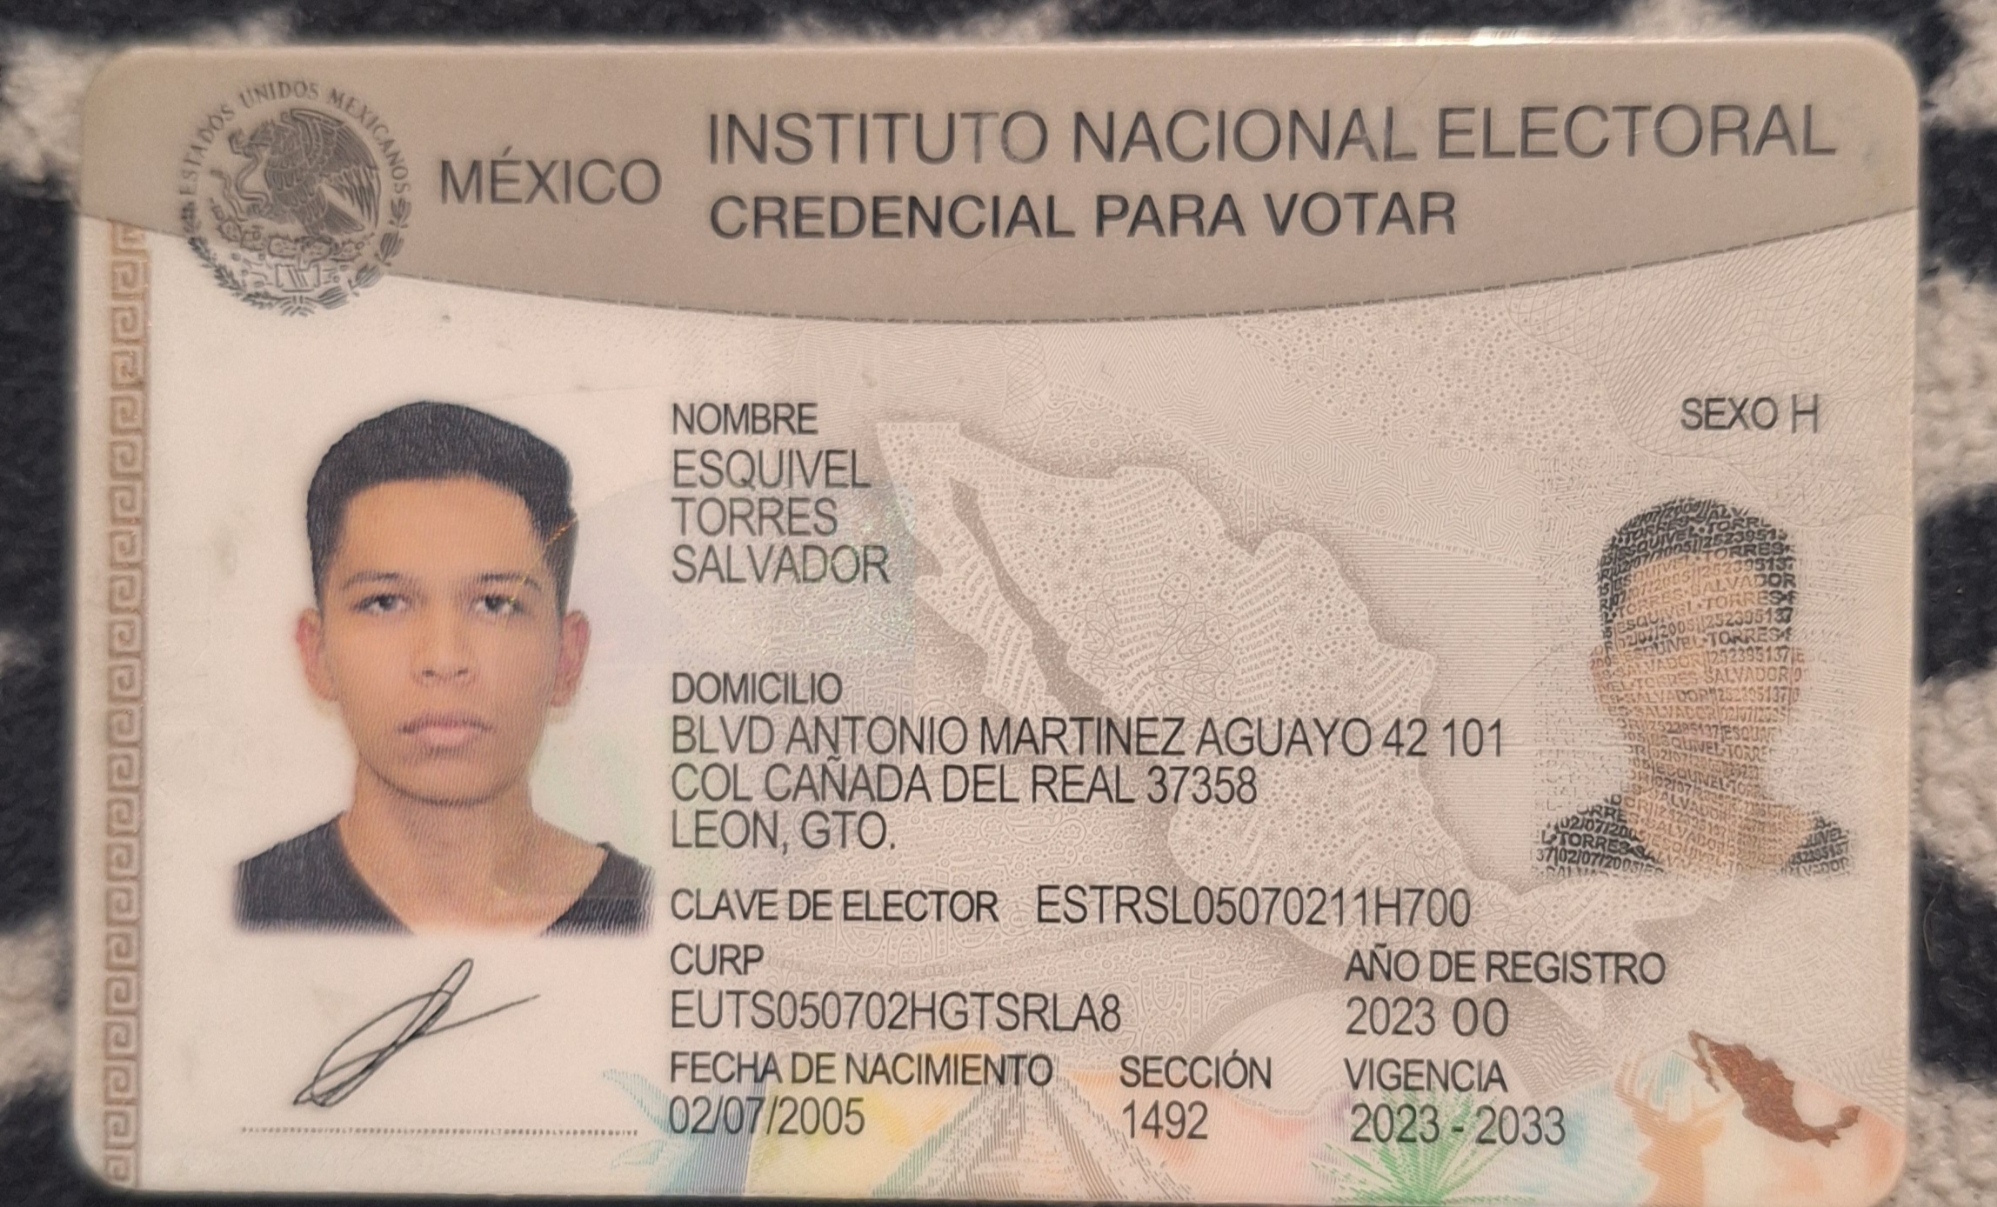 ESTADOS UNIDOS MEXICANOS
MÉXICO
INSTITUTO NACIONAL ELECTORAL
CREDENCIAL PARA VOTAR
SEXO H
NOMBRE
ESQUIVEL
TORRES
SALVADOR
DOMICILIO
BLVD ANTONIO MARTINEZ AGUAYO 42 101
COL CAÑADA DEL REAL 37358
LEON, GTO.
CLAVE DE ELECTOR ESTRSL05070211H700
CURP
EUTS050702HGTSRLA8
AÑO DE REGISTRO
2023 00
FECHA DE NACIMIENTO
02/07/2005
SECCIÓN
1492
VIGENCIA
2023 - 2033